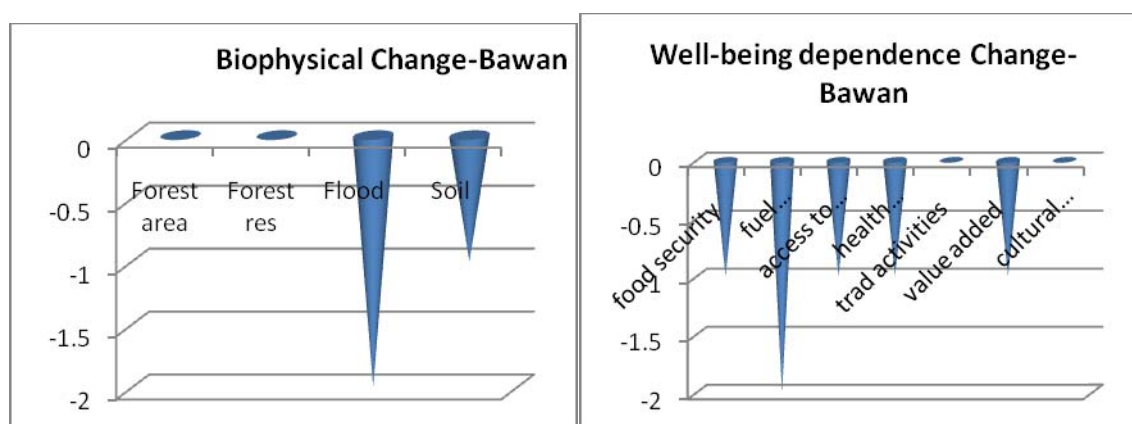 Biophysical Change-Bawan
0
-0.5
-1
-1.5
-2
Forest
area
Forest
res
Flood
Soil
Well-being dependence Change-
Bawan
0
-0.5
-1
-1.5
-2
food security
fuel...
access to...
health...
trad activities
value added
cultural...